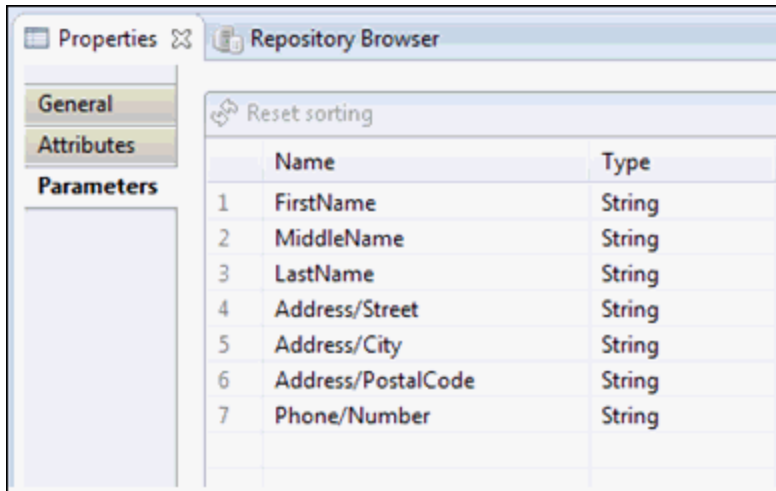 Properties Repository Browser
General
Attributes
Parameters
Reset sorting
Name Type
1 FirstName String
2 MiddleName String
3 LastName String
4 Address/Street String
5 Address/City String
6 Address/PostalCode String
7 Phone/Number String